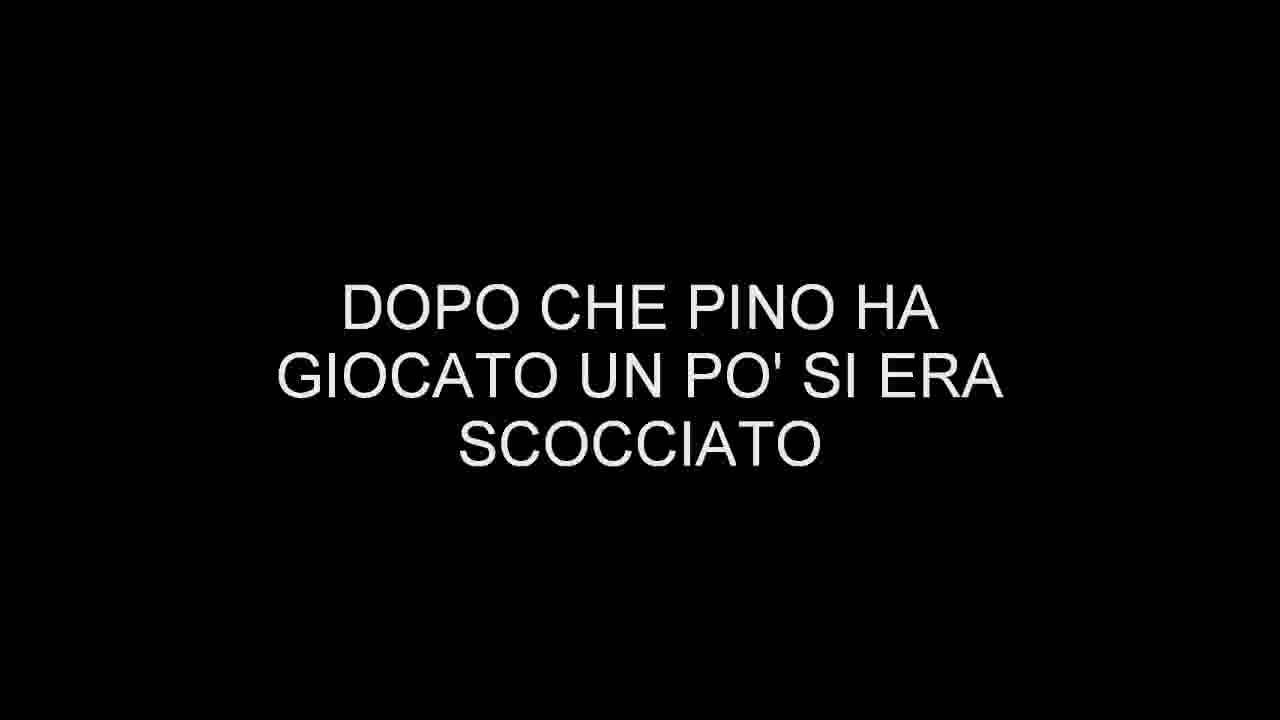 DOPO CHE PINO HA
GIOCATO UN PO' SI ERA
SCOCCIATO